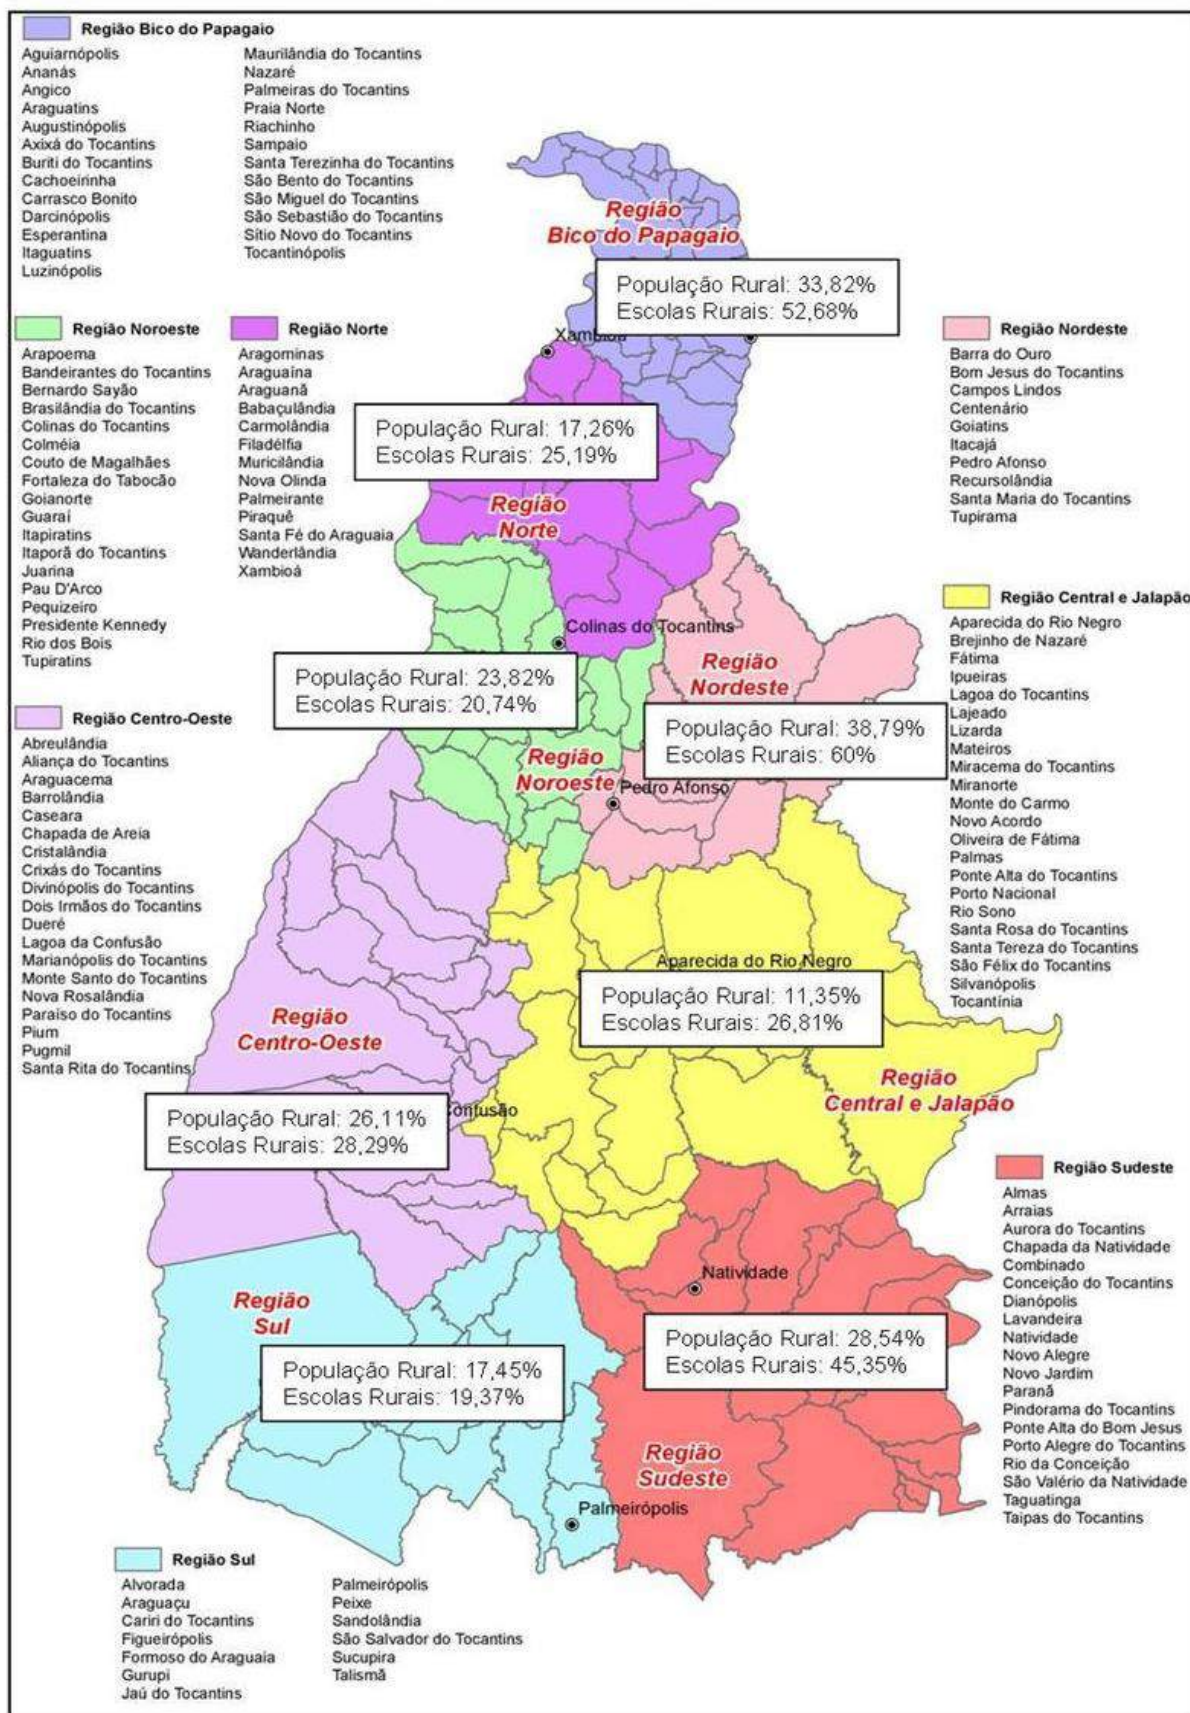 Região Bico do Papagaio
Aguiarnópolis
Ananás
Angico
Araguatins
Augustinópolis
Axixá do Tocantins
Buriti do Tocantins
Cachoeirinha
Carrasco Bonito
Darcinópolis
Esperantina
Itaguatins
Luzinópolis
Maurilândia do Tocantins
Nazaré
Palmeiras do Tocantins
Praia Norte
Riachinho
Sampaio
Santa Terezinha do Tocantins
São Bento do Tocantins
São Miguel do Tocantins
São Sebastião do Tocantins
Sítio Novo do Tocantins
Tocantinópolis
Região
Bico do Papagaio
População Rural: 33,82%
Escolas Rurais: 52,68%
Região Noroeste
Arapoema
Bandeirantes do Tocantins
Bernardo Sayão
Brasilândia do Tocantins
Colinas do Tocantins
Colméia
Couto de Magalhães
Fortaleza do Tabocão
Goianorte
Guaraí
Itapiratins
Itaporã do Tocantins
Juarina
Pau D'Arco
Pequizeiro
Presidente Kennedy
Rio dos Bois
Tupiratins
Região Norte
Aragominas
Araguaína
Araguanã
Babaçulândia
Carmolândia
Filadélfia
Muricilândia
Nova Olinda
Palmeirante
Piraquê
Santa Fé do Araguaia
Wanderlândia
Xambioá
Xambioá
População Rural: 17,26%
Escolas Rurais: 25,19%
Região
Norte
Região Nordeste
Barra do Ouro
Bom Jesus do Tocantins
Campos Lindos
Centenário
Goiatins
Itacajá
Pedro Afonso
Recursolândia
Santa Maria do Tocantins
Tupirama
Colinas do Tocantins
População Rural: 23,82%
Escolas Rurais: 20,74%
Região
Noroeste
Região
Nordeste
População Rural: 38,79%
Escolas Rurais: 60%
Pedro Afonso
Região Central e Jalapão
Aparecida do Rio Negro
Brejinho de Nazaré
Fátima
Ipueiras
Lagoa do Tocantins
Lajeado
Lizarda
Mateiros
Miracema do Tocantins
Miranorte
Monte do Carmo
Novo Acordo
Oliveira de Fátima
Palmas
Ponte Alta do Tocantins
Porto Nacional
Rio Sono
Santa Rosa do Tocantins
Santa Tereza do Tocantins
São Félix do Tocantins
Silvanópolis
Tocantínia
Região Centro-Oeste
Abreulândia
Aliança do Tocantins
Araguacema
Barrolândia
Caseara
Chapada de Areia
Cristalândia
Crixás do Tocantins
Divinópolis do Tocantins
Dois Irmãos do Tocantins
Dueré
Lagoa da Confusão
Marianópolis do Tocantins
Monte Santo do Tocantins
Nova Rosalândia
Paraíso do Tocantins
Pium
Pugmil
Santa Rita do Tocantins
Aparecida do Rio Negro
População Rural: 11,35%
Escolas Rurais: 26,81%
Região
Centro-Oeste
Região
Central e Jalapão
Confusão
População Rural: 26,11%
Escolas Rurais: 28,29%
Região Sudeste
Almas
Arraias
Aurora do Tocantins
Chapada da Natividade
Combinado
Conceição do Tocantins
Dianópolis
Lavandeira
Natividade
Novo Alegre
Novo Jardim
Paranã
Pindorama do Tocantins
Ponte Alta do Bom Jesus
Porto Alegre do Tocantins
Rio da Conceição
São Valério da Natividade
Taguatinga
Taipas do Tocantins
Natividade
Região
Sul
População Rural: 17,45%
Escolas Rurais: 19,37%
População Rural: 28,54%
Escolas Rurais: 45,35%
Região
Sudeste
Palmeirópolis
Região Sul
Alvorada
Araguaçu
Cariri do Tocantins
Figueirópolis
Formoso do Araguaia
Gurupi
Jaú do Tocantins
Palmeirópolis
Peixe
Sandolândia
São Salvador do Tocantins
Sucupira
Talismã